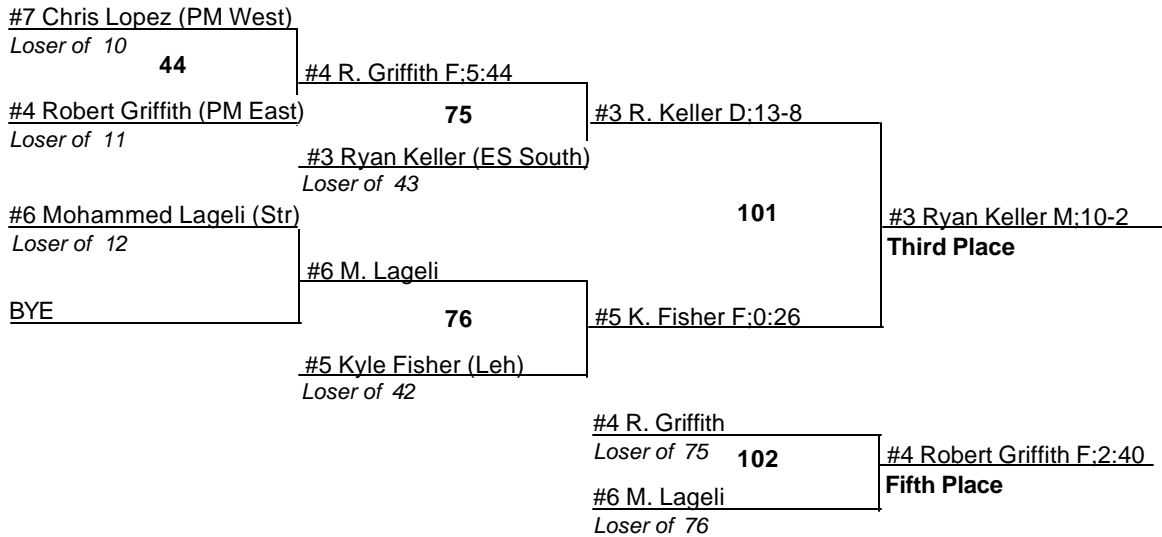 #7 Chris Lopez (PM West)
Loser of 10
44
#4 R. Griffith F;5:44
#4 Robert Griffith (PM East)
Loser of 11
75
#3 R. Keller D;13-8
#3 Ryan Keller (ES South)
Loser of 43
#6 Mohammed Lageli (Str)
Loser of 12
101
#3 Ryan Keller M;10-2
Third Place
#6 M. Lageli
BYE
76
#5 K. Fisher F;0:26
#5 Kyle Fisher (Leh)
Loser of 42
#4 R. Griffith
Loser of 75
102
#4 Robert Griffith F;2:40
Fifth Place
#6 M. Lageli
Loser of 76